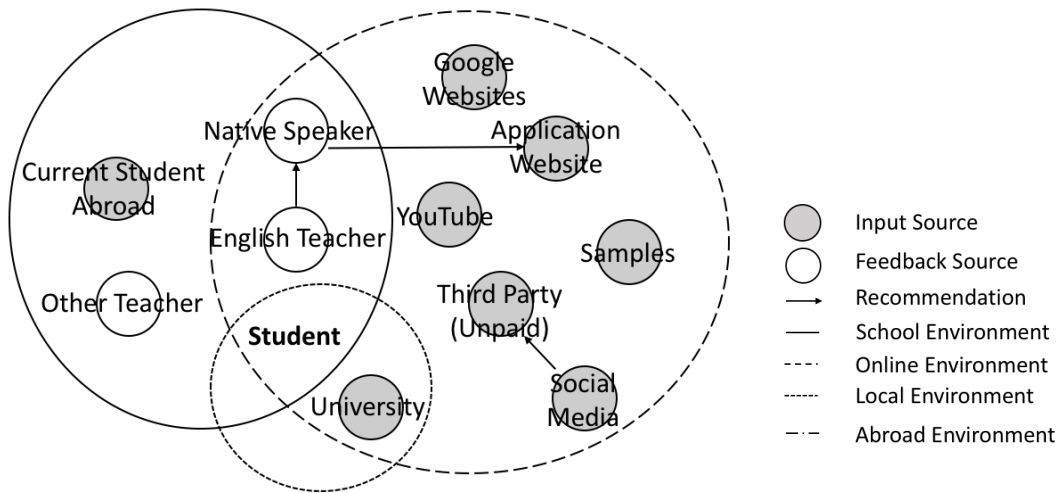 Google
Websites
Native Speaker
Application
Website
Current Student
Abroad
YouTube
English Teacher
Samples
Other Teacher
Third Party
(Unpaid)
Student
Social
Media
University
Input Source
Feedback Source
Recommendation
School Environment
Online Environment
Local Environment
Abroad Environment